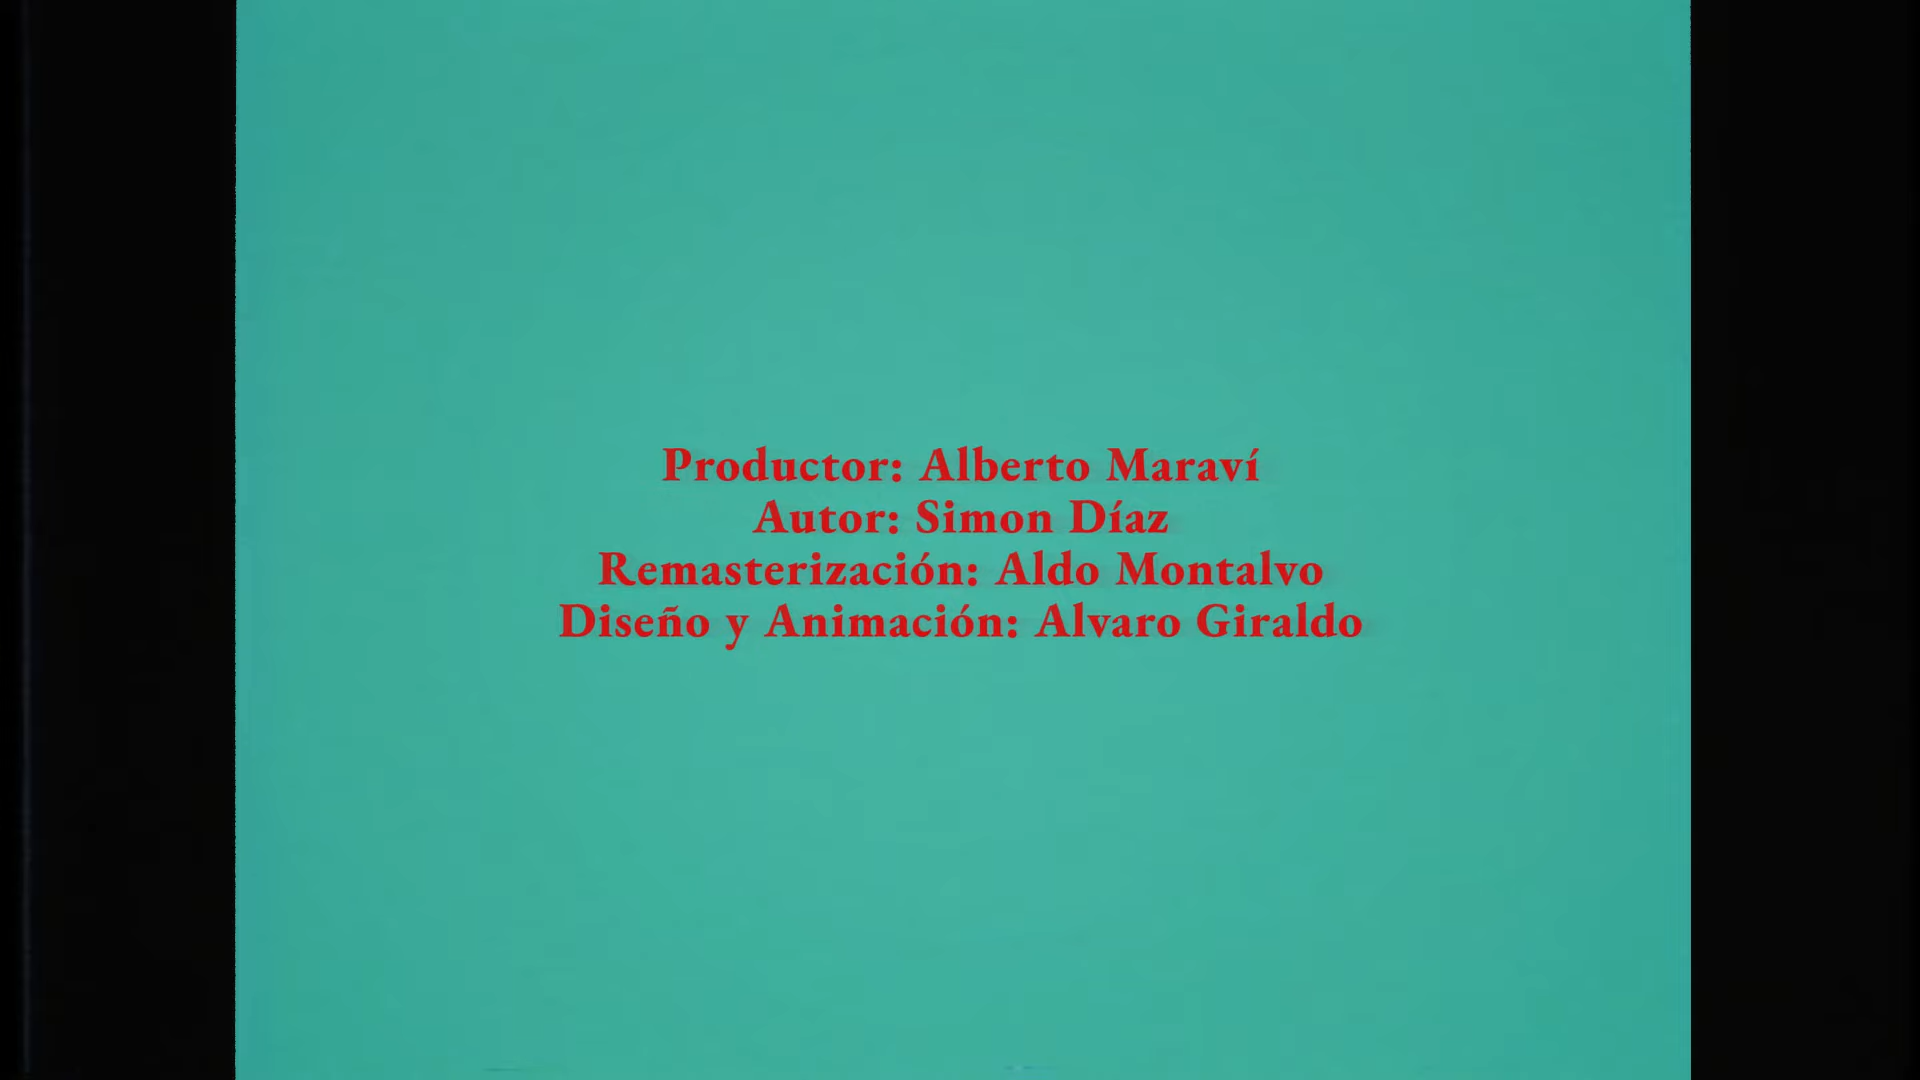 Productor: Alberto Maraví
Autor: Simon Díaz
Remasterización: Aldo Montalvo
Diseño y Animación: Alvaro Giraldo